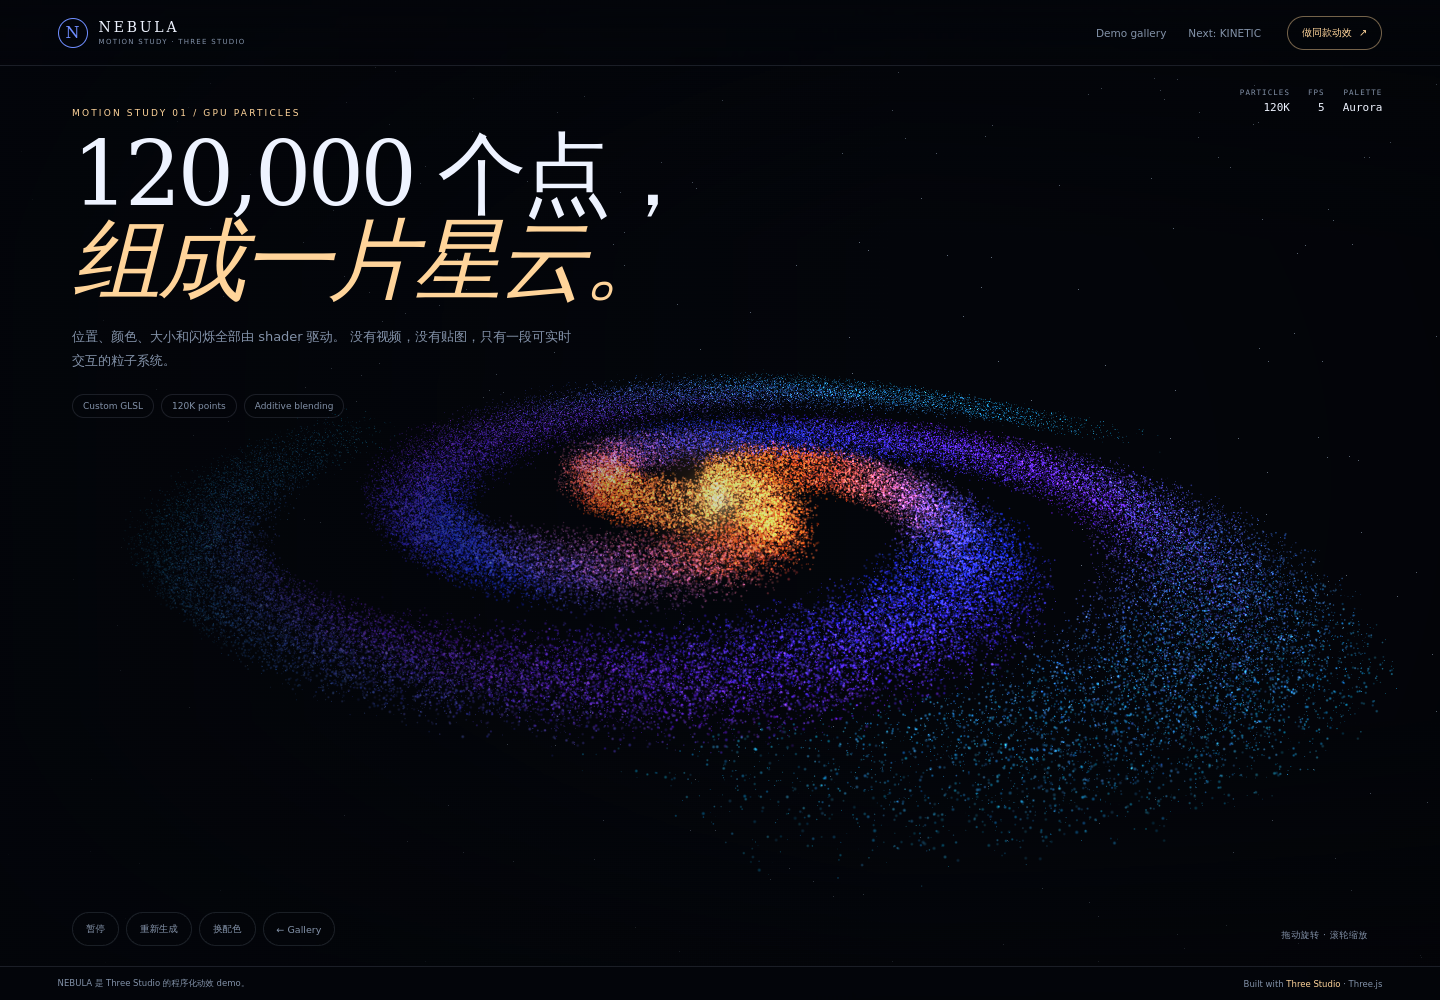 N
NEBULA
MOTION STUDY · THREE STUDIO
Demo gallery
Next: KINETIC
做同款动效 ↗
PARTICLES FPS PALETTE
120K 5 Aurora
MOTION STUDY 01 / GPU PARTICLES
120,000 个点，
组成一片星云。
位置、颜色、大小和闪烁全部由 shader 驱动。 没有视频，没有贴图，只有一段可实时
交互的粒子系统。
Custom GLSL
120K points
Additive blending
暂停
重新生成
换配色
← Gallery
拖动旋转 · 滚轮缩放
NEBULA 是 Three Studio 的程序化动效 demo。
Built with Three Studio · Three.js